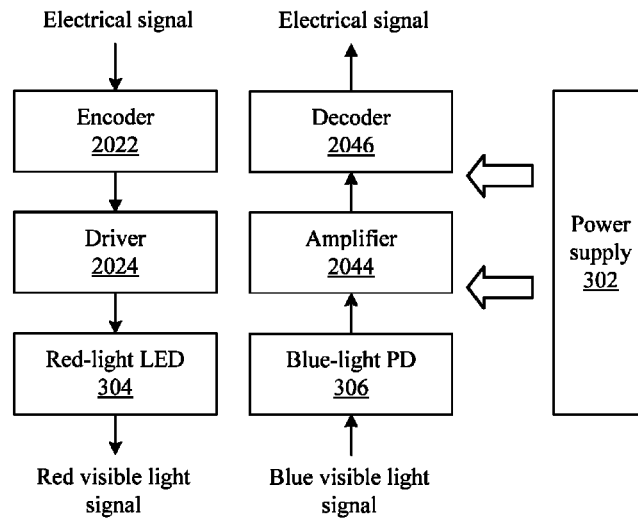 Electrical signal
Encoder
2022
Driver
2024
Red-light LED
304
Red visible light
signal
Electrical signal
Decoder
2046
Amplifier
2044
Blue-light PD
306
Blue visible light
signal
Power
supply
302